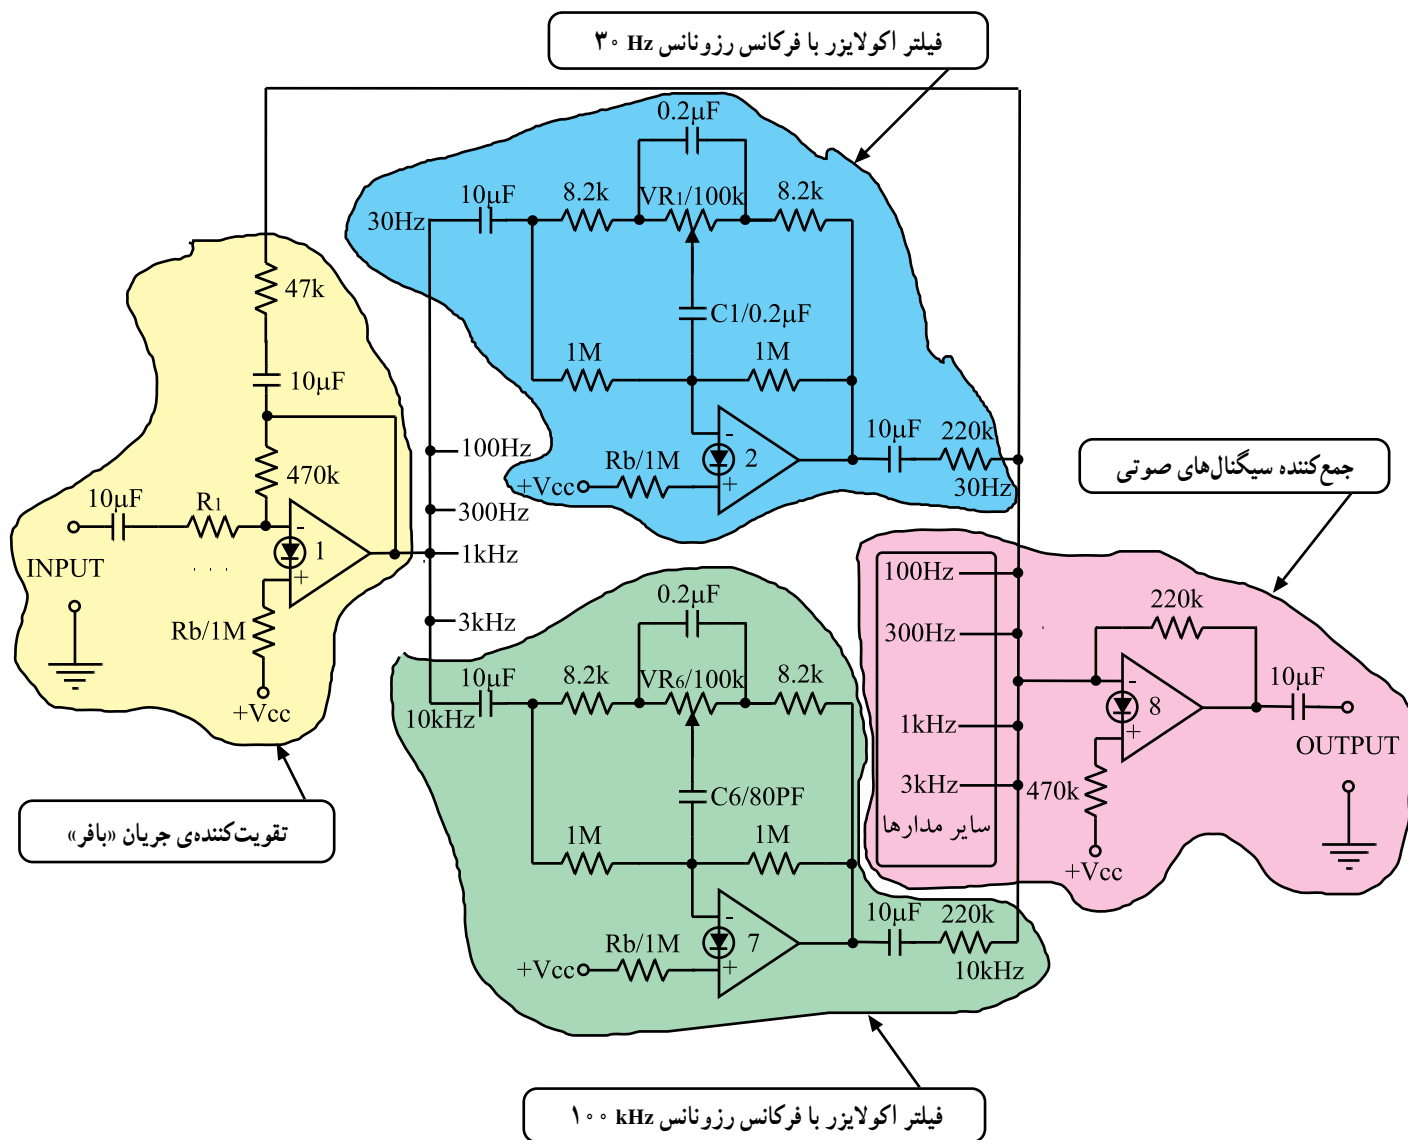 فیلتر اکولایزر با فرکانس رزونانس ۳۰ Hz
0.2µF
10µF
8.2k
VR1/100k
8.2k
30Hz
47k
C1/0.2µF
10µF
1M
1M
-
2
+
Rb/1M
+Vcc
10µF
220k
30Hz
100Hz
300Hz
1kHz
3kHz
10kHz
470k
10µF
R1
-
1
+
INPUT
Rb/1M
+Vcc
تقویت‌کننده‌ی جریان «بافر»
جمع‌کننده سیگنال‌های صوتی
100Hz
300Hz
1kHz
3kHz
سایر مدارها
220k
-
8
+
10µF
OUTPUT
470k
+Vcc
0.2µF
10µF
8.2k
VR6/100k
8.2k
C6/80PF
1M
1M
-
7
+
Rb/1M
+Vcc
10µF
220k
10kHz
فیلتر اکولایزر با فرکانس رزونانس ۱۰۰ kHz